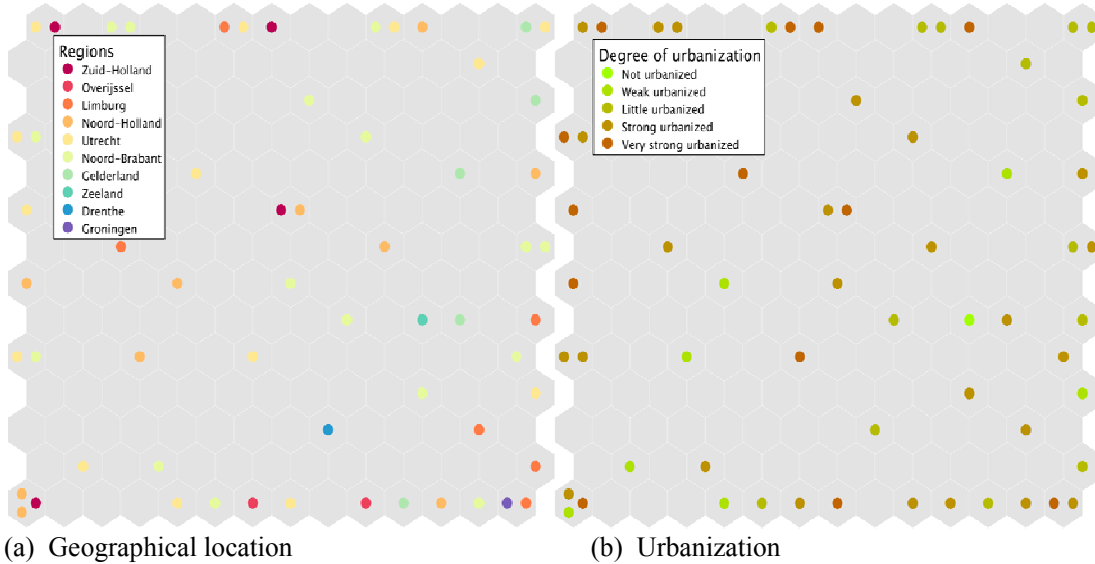 Regions
Zuid-Holland
Overijssel
Limburg
Noord-Holland
Utrecht
Noord-Brabant
Gelderland
Zeeland
Drenthe
Groningen
Degree of urbanization
Not urbanized
Weak urbanized
Little urbanized
Strong urbanized
Very strong urbanized
(a) Geographical location
(b) Urbanization